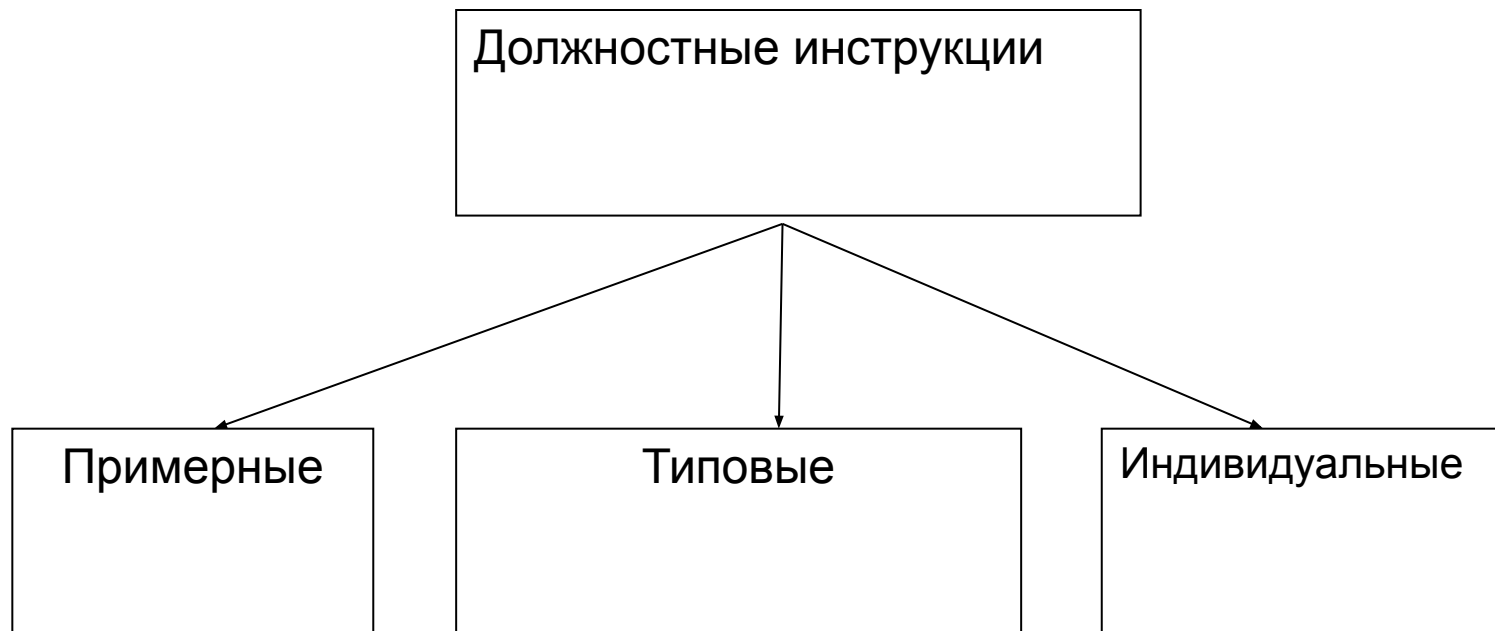 Должностные инструкции
Примерные
Типовые
Индивидуальные